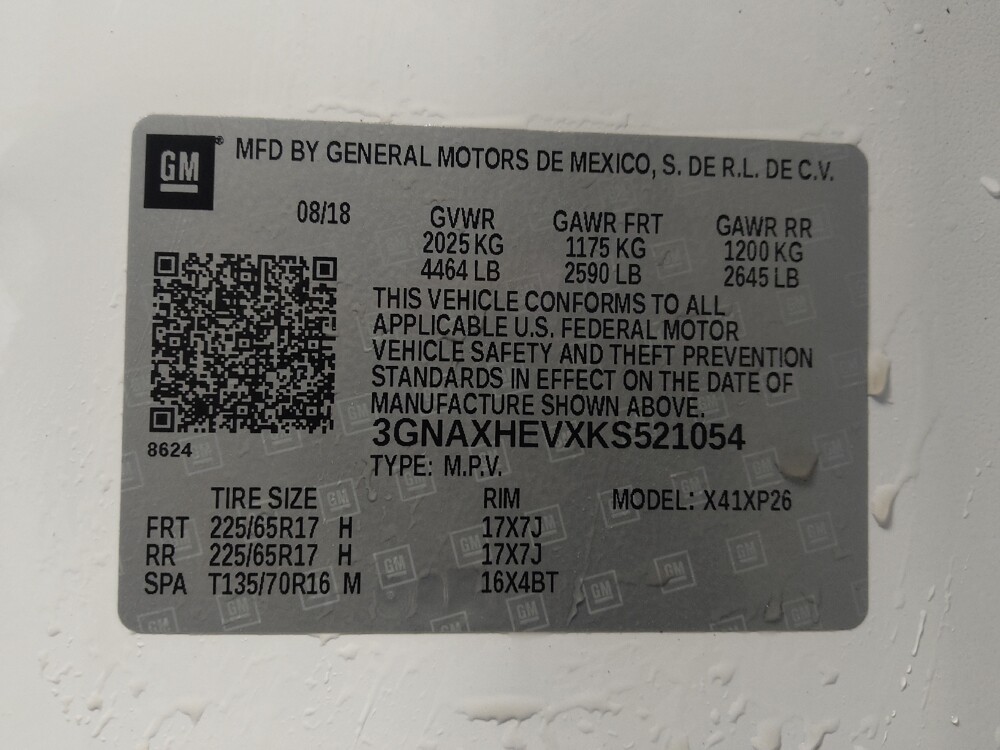 GM® MFD BY GENERAL MOTORS DE MEXICO, S. DE R.L. DE C.V.
08/18 GVWR GAWR FRT GAWR RR
2025 KG 1175 KG 1200 KG
4464 LB 2590 LB 2645 LB
THIS VEHICLE CONFORMS TO ALL
APPLICABLE U.S. FEDERAL MOTOR
VEHICLE SAFETY AND THEFT PREVENTION
STANDARDS IN EFFECT ON THE DATE OF
MANUFACTURE SHOWN ABOVE.
8624 3GNAXHEVXKS521054
TYPE: M.P.V.
TIRE SIZE RIM MODEL: X41XP26
FRT 225/65R17 H 17X7J
RR 225/65R17 H 17X7J
SPA T135/70R16 M 16X4BT